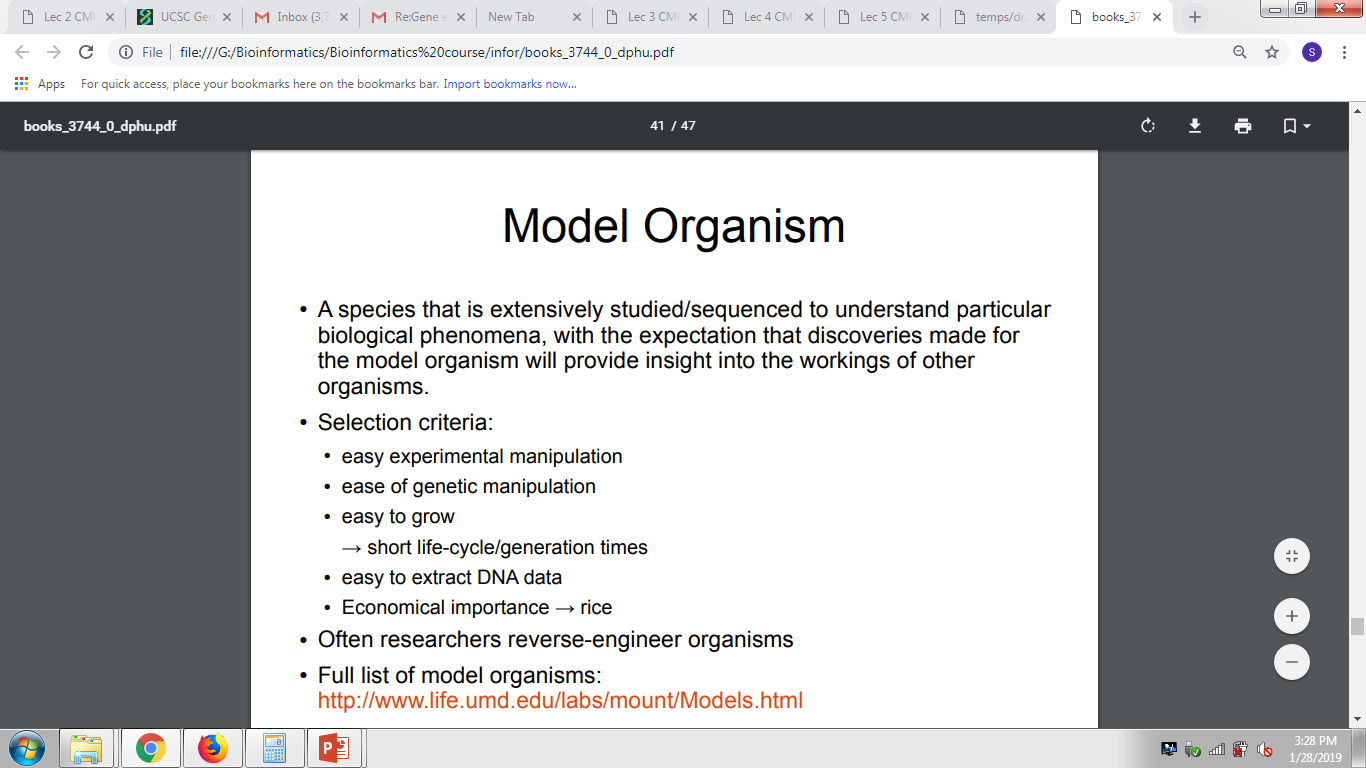 Lec 2 CM
UCSC Gen
Inbox (3,7
Re:Gene e
New Tab
Lec 3 CM
Lec 4 CM
Lec 5 CM
temps/dr
books_37
File
file:///G:/Bioinformatics/Bioinformatics%20course/infor/books_3744_0_dphu.pdf
S
Apps
For quick access, place your bookmarks here on the bookmarks bar. Import bookmarks now...
books_3744_0_dphu.pdf
41 / 47
Model Organism
• A species that is extensively studied/sequenced to understand particular
biological phenomena, with the expectation that discoveries made for
the model organism will provide insight into the workings of other
organisms.
• Selection criteria:
• easy experimental manipulation
• ease of genetic manipulation
• easy to grow
→ short life-cycle/generation times
• easy to extract DNA data
• Economical importance → rice
• Often researchers reverse-engineer organisms
• Full list of model organisms:
http://www.life.umd.edu/labs/mount/Models.html
3:28 PM
1/28/2019